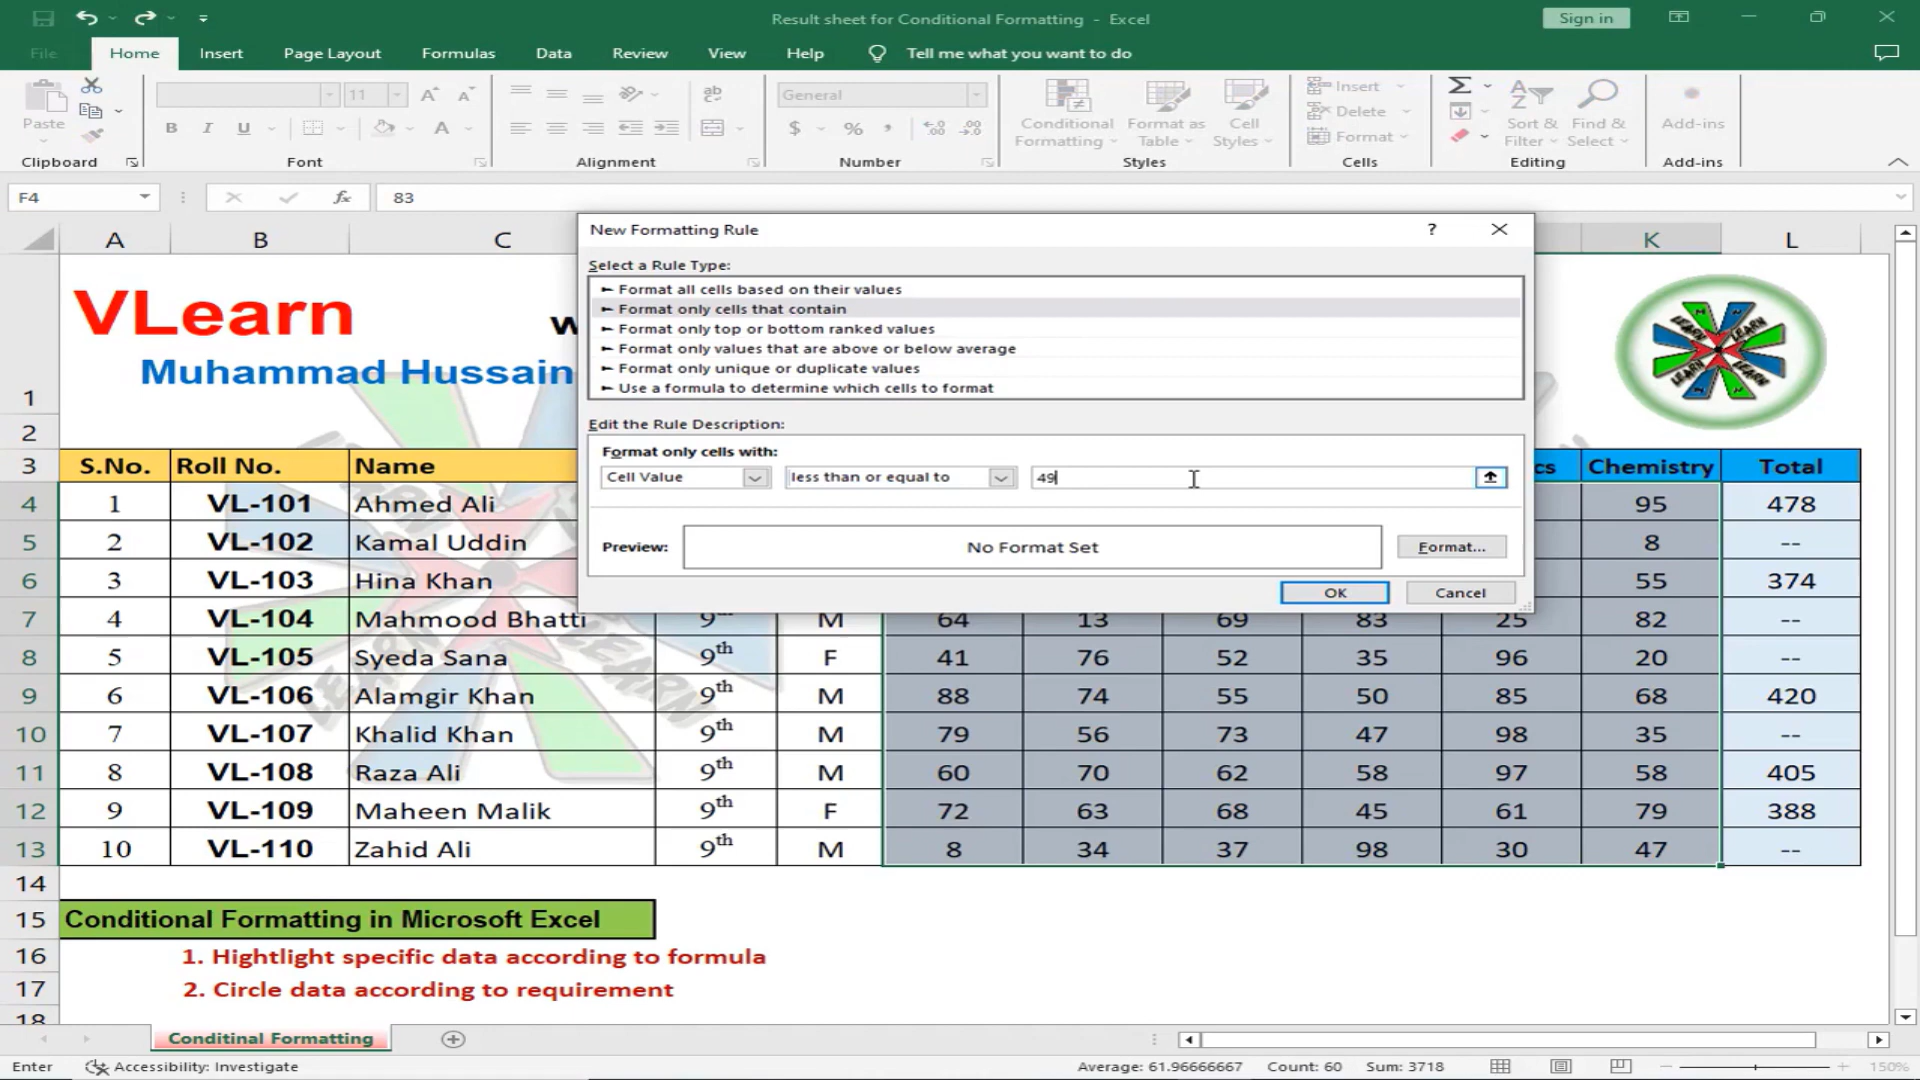 Result sheet for Conditional Formatting - Excel
Sign in
File Home Insert Page Layout Formulas Data Review View Help Tell me what you want to do
Paste
11
General
Conditional Formatting
Format as Table
Cell Styles
Insert
Delete
Format
Sort & Filter
Find & Select
Add-ins
Clipboard Font Alignment Number Styles Cells Editing Add-ins
F4 83
A B C K L
New Formatting Rule
Select a Rule Type:
► Format all cells based on their values
► Format only cells that contain
► Format only top or bottom ranked values
► Format only values that are above or below average
► Format only unique or duplicate values
► Use a formula to determine which cells to format
Edit the Rule Description:
Format only cells with:
Cell Value less than or equal to 49
Preview: No Format Set Format...
OK Cancel
VLearn w
Muhammad Hussain
1
2
3 S.No. Roll No. Name cs Chemistry Total
4 1 VL-101 Ahmed Ali 95 478
5 2 VL-102 Kamal Uddin 8 --
6 3 VL-103 Hina Khan 55 374
7 4 VL-104 Mahmood Bhatti 9th M 64 13 69 83 25 82 --
8 5 VL-105 Syeda Sana 9th F 41 76 52 35 96 20 --
9 6 VL-106 Alamgir Khan 9th M 88 74 55 50 85 68 420
10 7 VL-107 Khalid Khan 9th M 79 56 73 47 98 35 --
11 8 VL-108 Raza Ali 9th M 60 70 62 58 97 58 405
12 9 VL-109 Maheen Malik 9th F 72 63 68 45 61 79 388
13 10 VL-110 Zahid Ali 9th M 8 34 37 98 30 47 --
14
15 Conditional Formatting in Microsoft Excel
16 1. Hightlight specific data according to formula
17 2. Circle data according to requirement
18
Conditinal Formatting
Enter Accessibility: Investigate Average: 61.96666667 Count: 60 Sum: 3718 150%